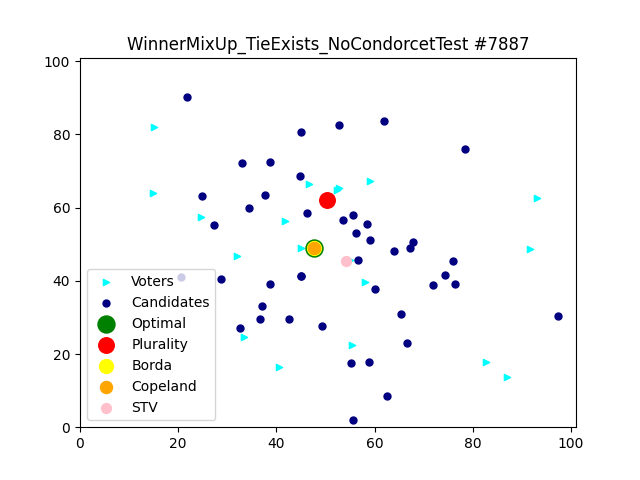 WinnerMixUp_TieExists_NoCondorcetTest #7887
100
80
60
40
20
0
0 20 40 60 80 100
Voters
Candidates
Optimal
Plurality
Borda
Copeland
STV